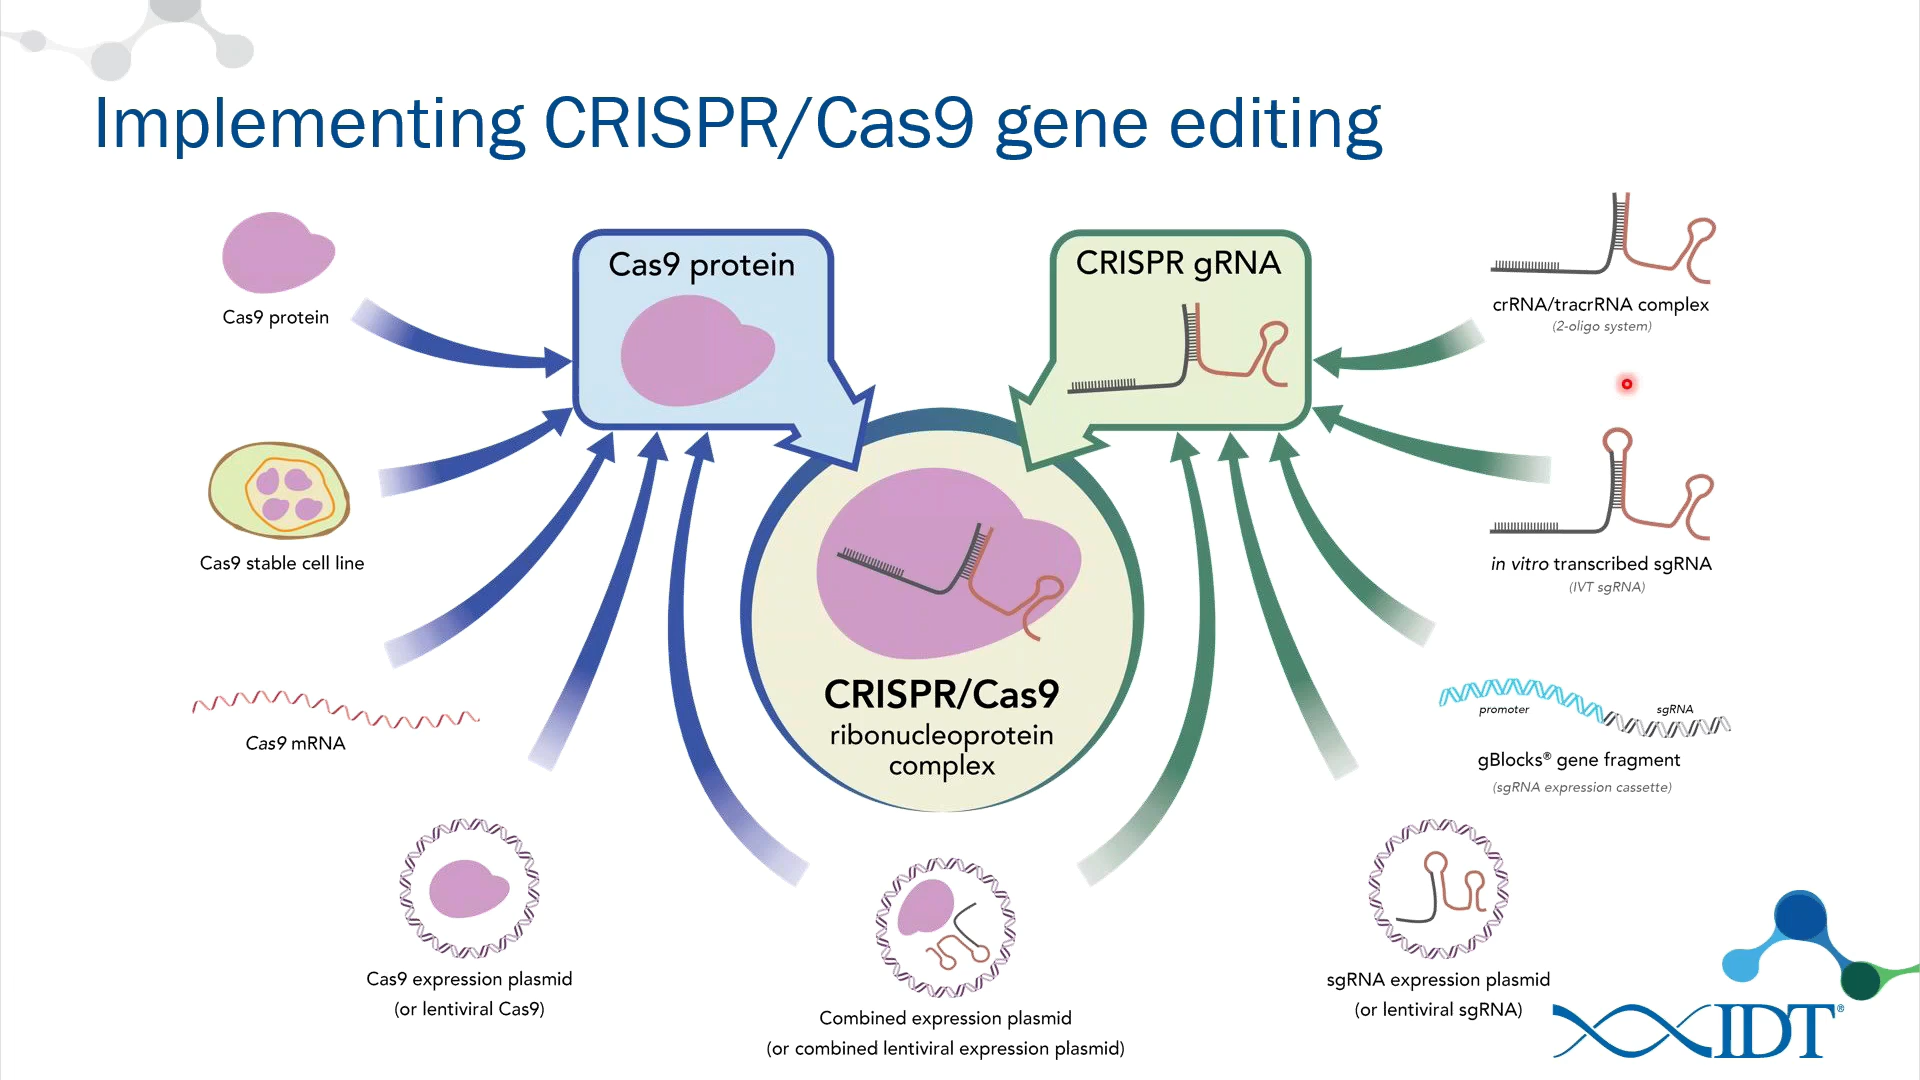 Implementing CRISPR/Cas9 gene editing
Cas9 protein
Cas9 protein
CRISPR gRNA
crRNA/tracrRNA complex
(2-oligo system)
Cas9 stable cell line
in vitro transcribed sgRNA
(IVT sgRNA)
Cas9 mRNA
CRISPR/Cas9
ribonucleoprotein
complex
promoter
sgRNA
gBlocks® gene fragment
(sgRNA expression cassette)
Cas9 expression plasmid
(or lentiviral Cas9)
Combined expression plasmid
(or combined lentiviral expression plasmid)
sgRNA expression plasmid
(or lentiviral sgRNA)
IDT®